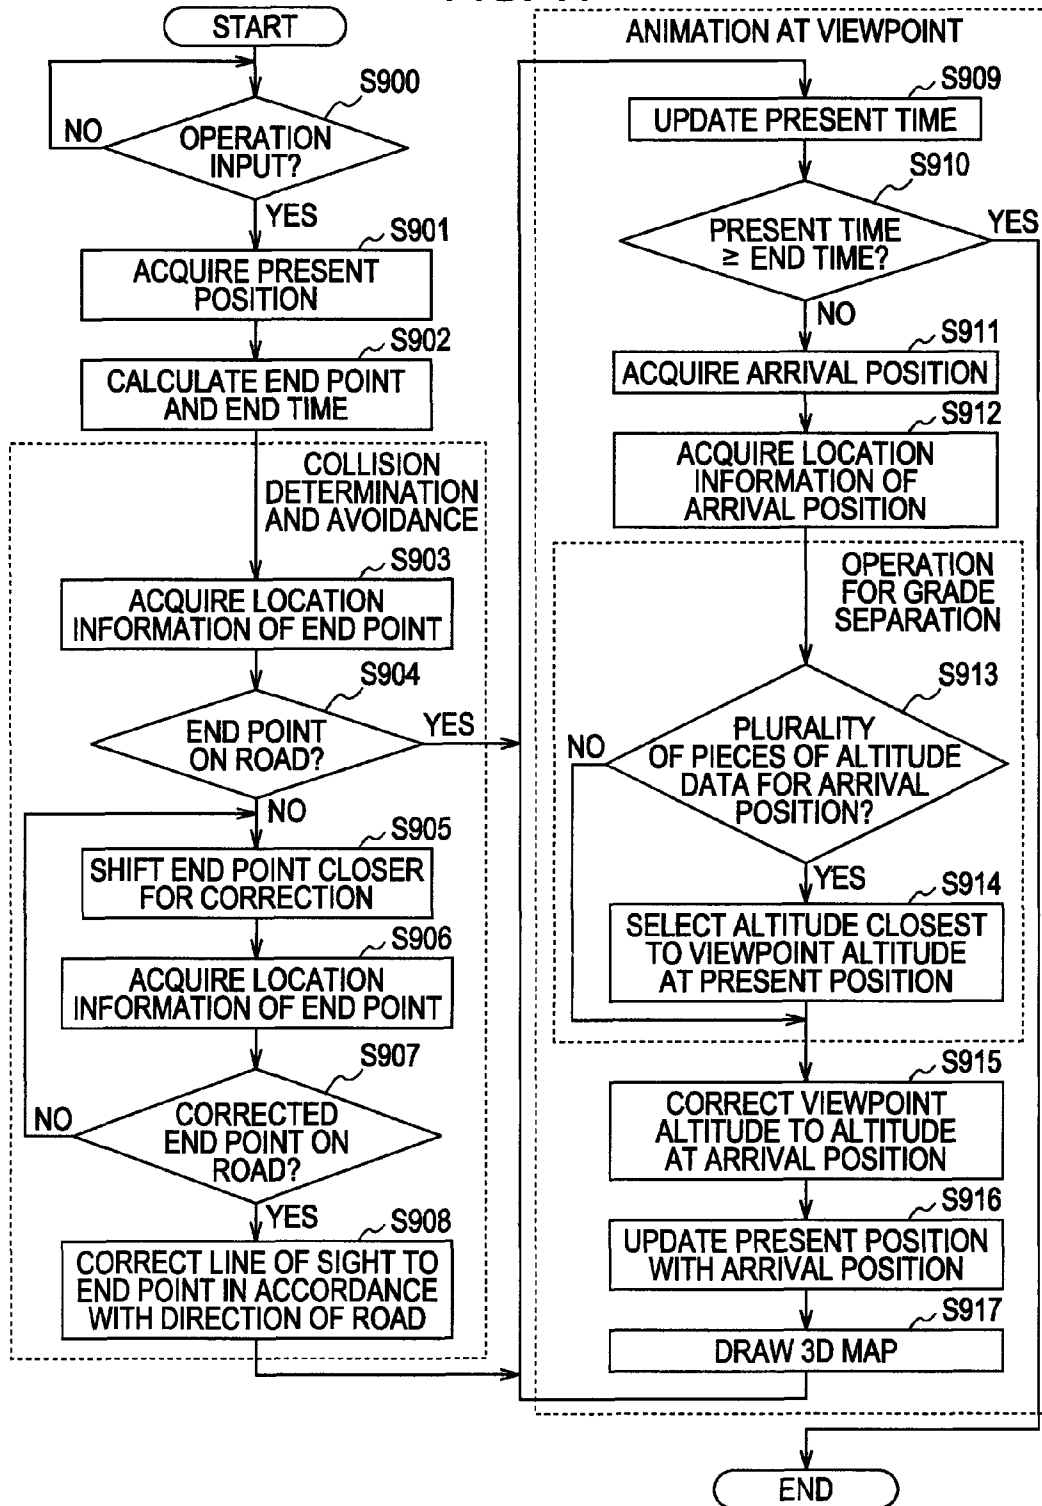 START
S900
OPERATION
INPUT?
NO
YES
S901
ACQUIRE PRESENT
POSITION
S902
CALCULATE END POINT
AND END TIME
COLLISION
DETERMINATION
AND AVOIDANCE
S903
ACQUIRE LOCATION
INFORMATION OF END POINT
S904
END POINT
ON ROAD?
YES
NO
S905
SHIFT END POINT CLOSER
FOR CORRECTION
S906
ACQUIRE LOCATION
INFORMATION OF END POINT
S907
CORRECTED
END POINT ON
ROAD?
NO
YES
S908
CORRECT LINE OF SIGHT TO
END POINT IN ACCORDANCE
WITH DIRECTION OF ROAD
ANIMATION AT VIEWPOINT
S909
UPDATE PRESENT TIME
S910
PRESENT TIME
≥ END TIME?
YES
NO
S911
ACQUIRE ARRIVAL POSITION
S912
ACQUIRE LOCATION
INFORMATION OF
ARRIVAL POSITION
OPERATION
FOR GRADE
SEPARATION
S913
PLURALITY
OF PIECES OF ALTITUDE
DATA FOR ARRIVAL
POSITION?
NO
YES
S914
SELECT ALTITUDE CLOSEST
TO VIEWPOINT ALTITUDE
AT PRESENT POSITION
S915
CORRECT VIEWPOINT
ALTITUDE TO ALTITUDE
AT ARRIVAL POSITION
S916
UPDATE PRESENT POSITION
WITH ARRIVAL POSITION
S917
DRAW 3D MAP
END